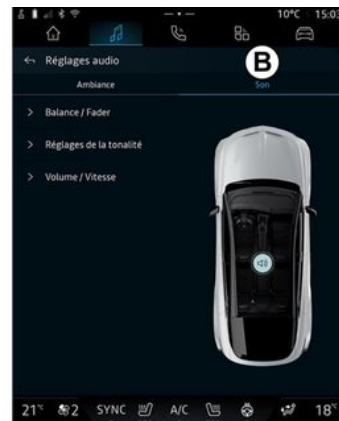 10°C 15:03
Réglages audio
B
Ambiance Son
> Balance / Fader
> Réglages de la tonalité
> Volume / Vitesse
21°C 2 SYNC A/C 18°C